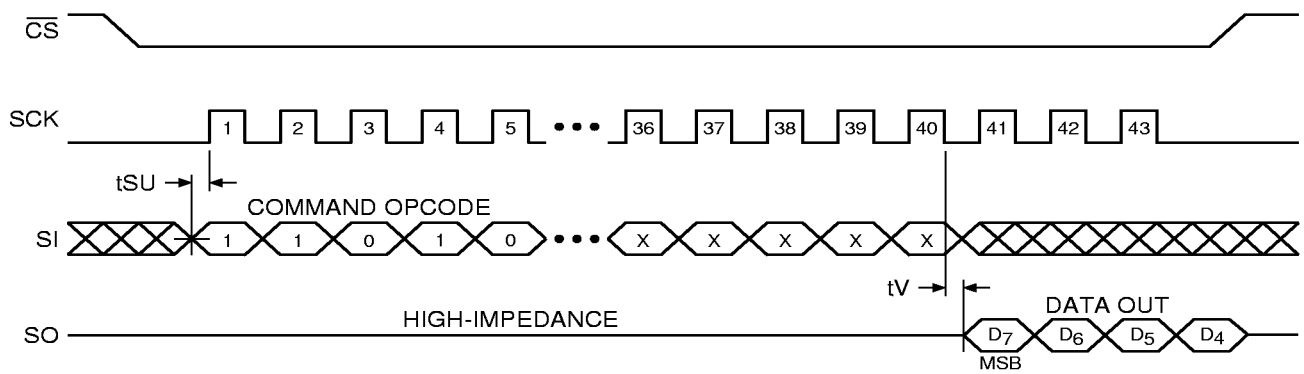 CS
SCK 1 2 3 4 5 ••• 36 37 38 39 40 41 42 43
tSU
COMMAND OPCODE
SI 1 1 0 1 0 ••• X X X X X
tV
DATA OUT
HIGH-IMPEDANCE
SO D7 D6 D5 D4
MSB